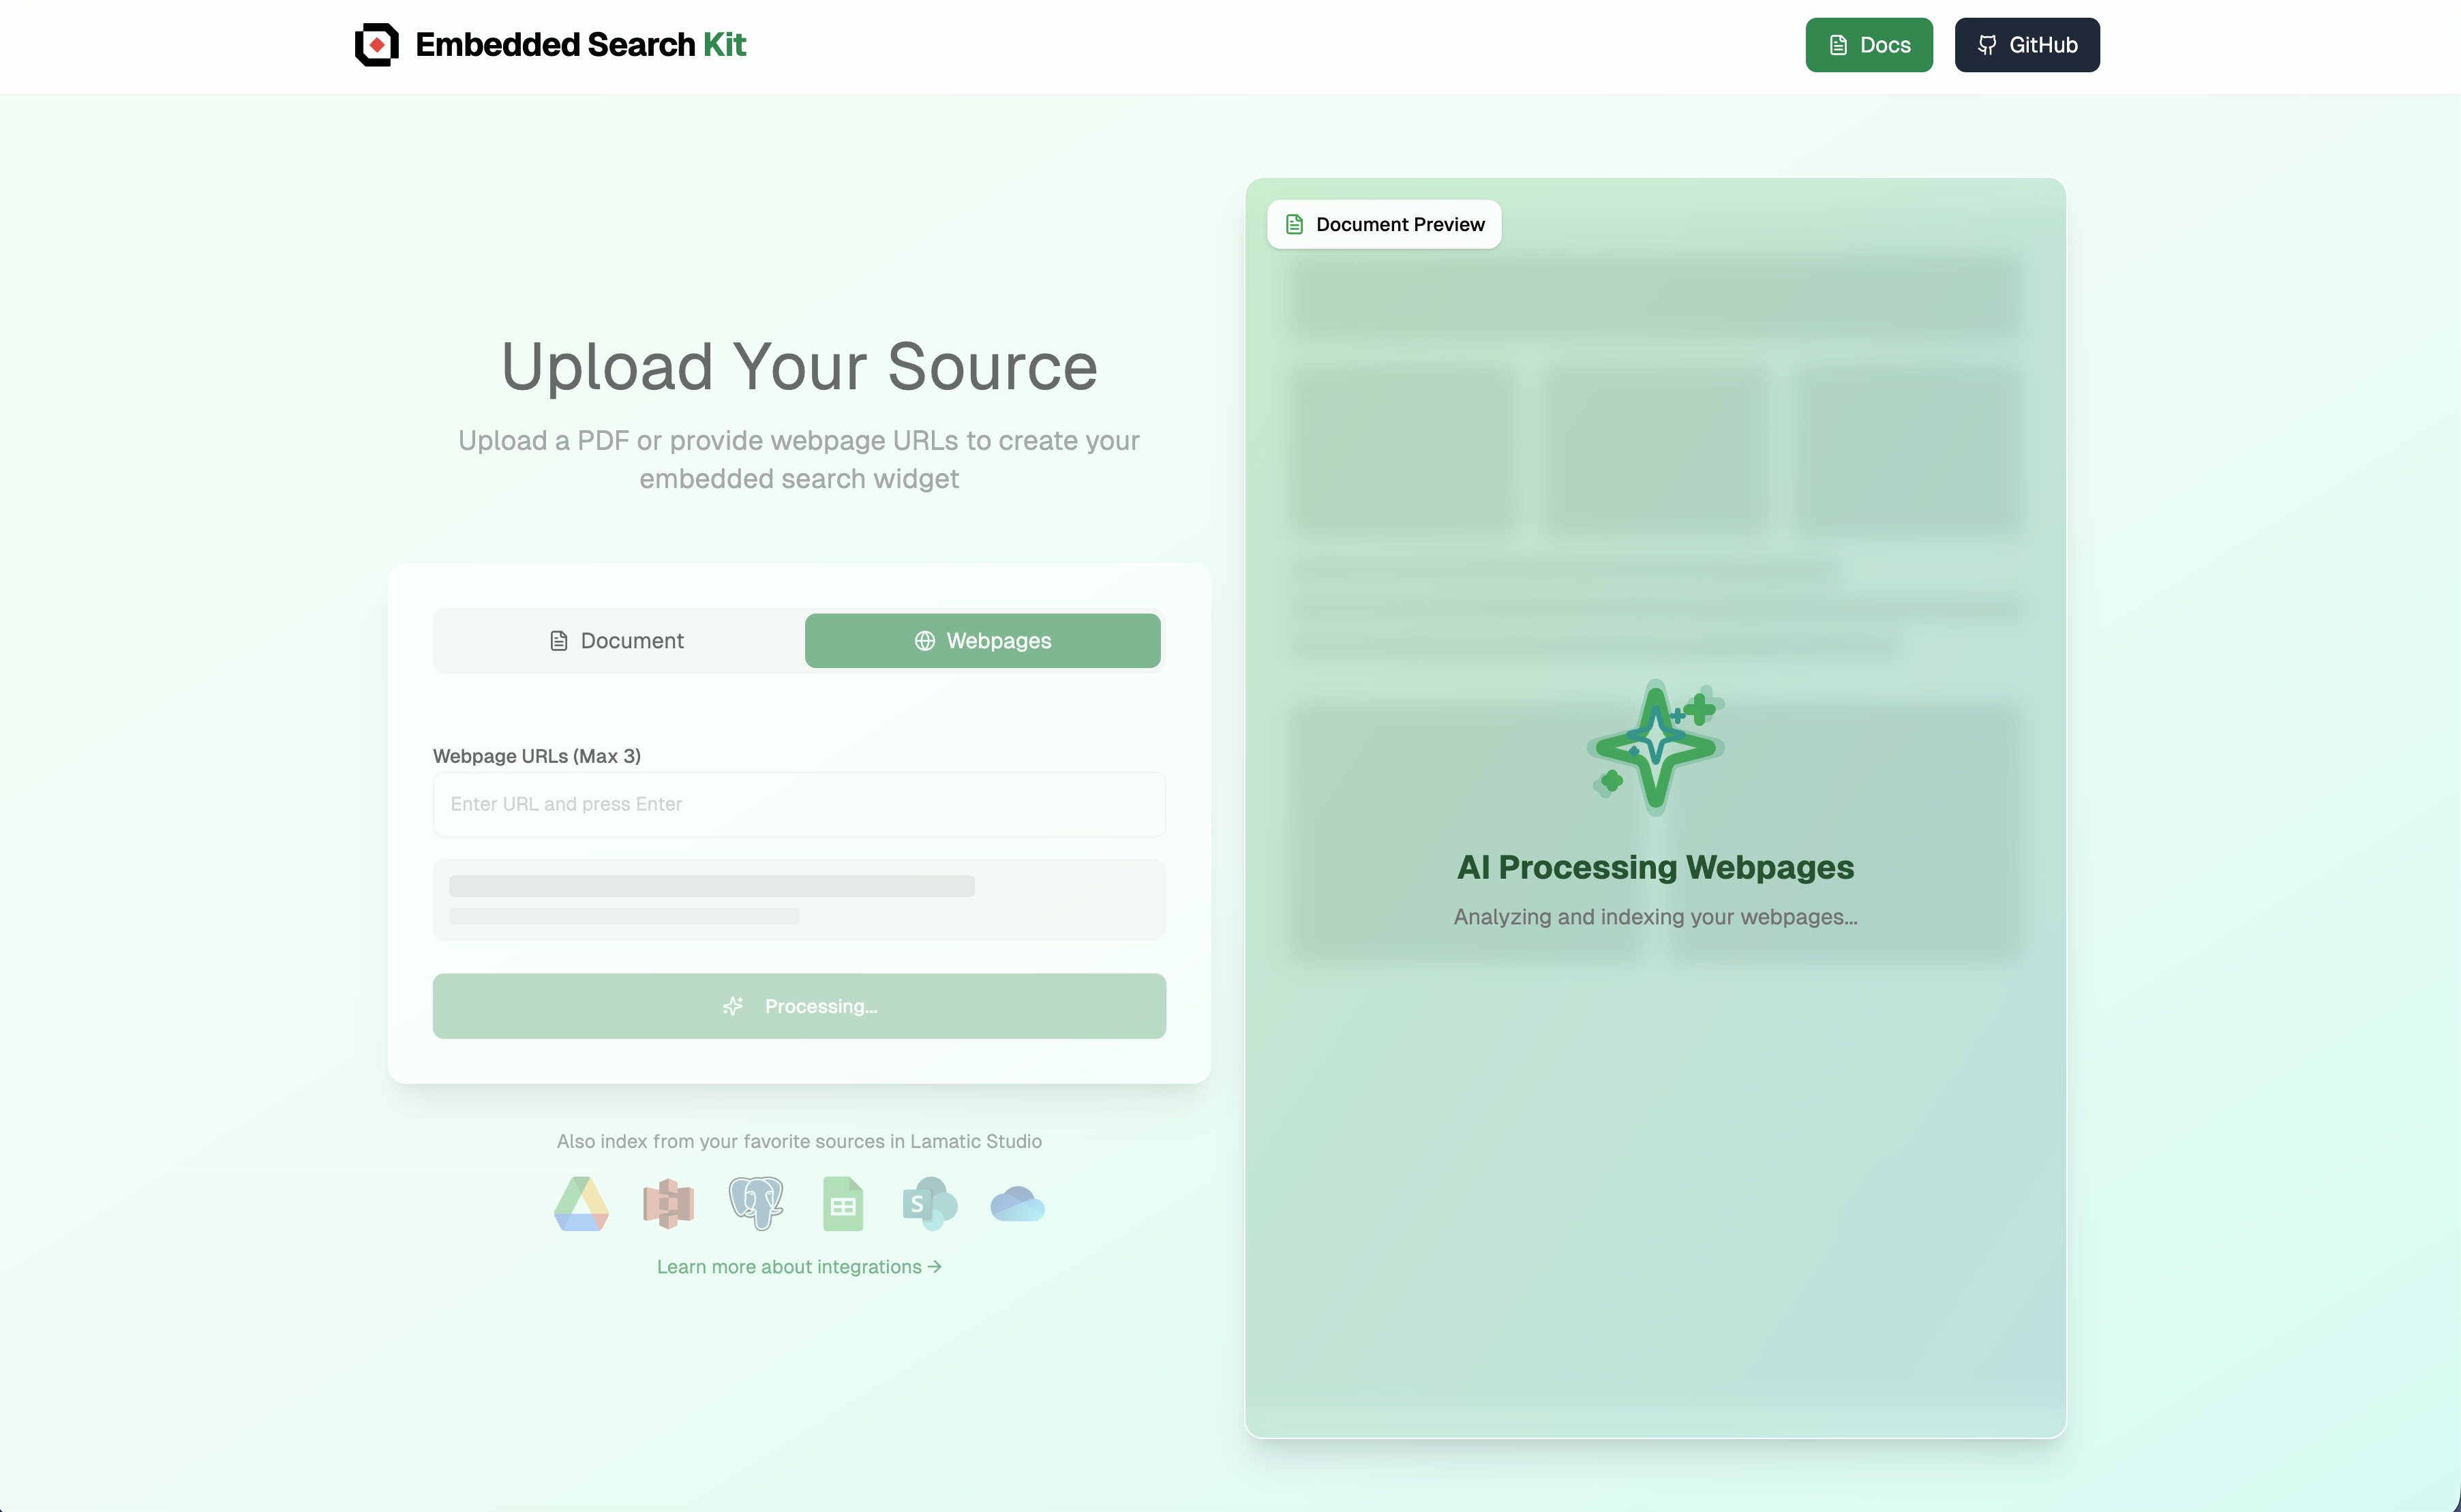 Embedded Search Kit
Docs
GitHub
Upload Your Source
Upload a PDF or provide webpage URLs to create your
embedded search widget
Document
Webpages
Webpage URLs (Max 3)
Enter URL and press Enter
Processing...
Also index from your favorite sources in Lamatic Studio
S
Learn more about integrations →
Document Preview
AI Processing Webpages
Analyzing and indexing your webpages...